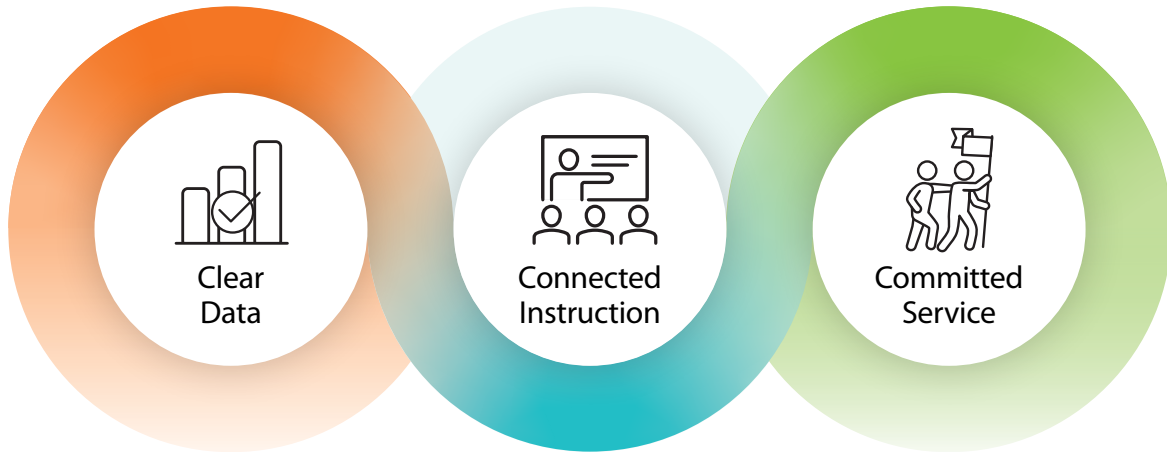 Clear
Data
Connected
Instruction
Committed
Service